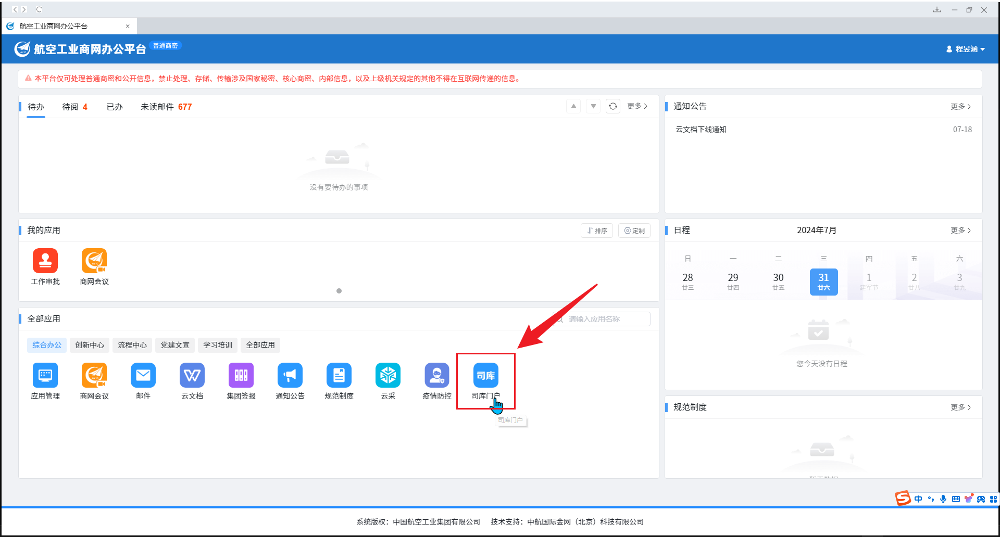 航空工业商网办公平台
航空工业商网办公平台 普通商密
程昱涵
本平台仅可处理普通商密和公开信息，禁止处理、存储、传输涉及国家秘密、核心商密、内部信息，以及上级机关规定的其他不得在互联网传递的信息。
待办 待阅 4 已办 未读邮件 677 更多
没有要待办的事项
通知公告 更多
云文档下线通知 07-18
我的应用 排序 定制
工作审批 商网会议
日程 2024年7月 更多
日 一 二 三 四 五 六
28 29 30 31 1 2 3
廿三 廿四 廿五 廿六 建军节 廿八 廿九
您今天没有日程
全部应用 请输入应用名称
综合办公 创新中心 流程中心 党建文宣 学习培训 全部应用
司库
应用管理 商网会议 邮件 云文档 集团签报 通知公告 规范制度 云采 疫情防控 司库门户
司库门户
规范制度 更多
暂无数据
中
系统版权：中国航空工业集团有限公司 技术支持：中航国际金网（北京）科技有限公司